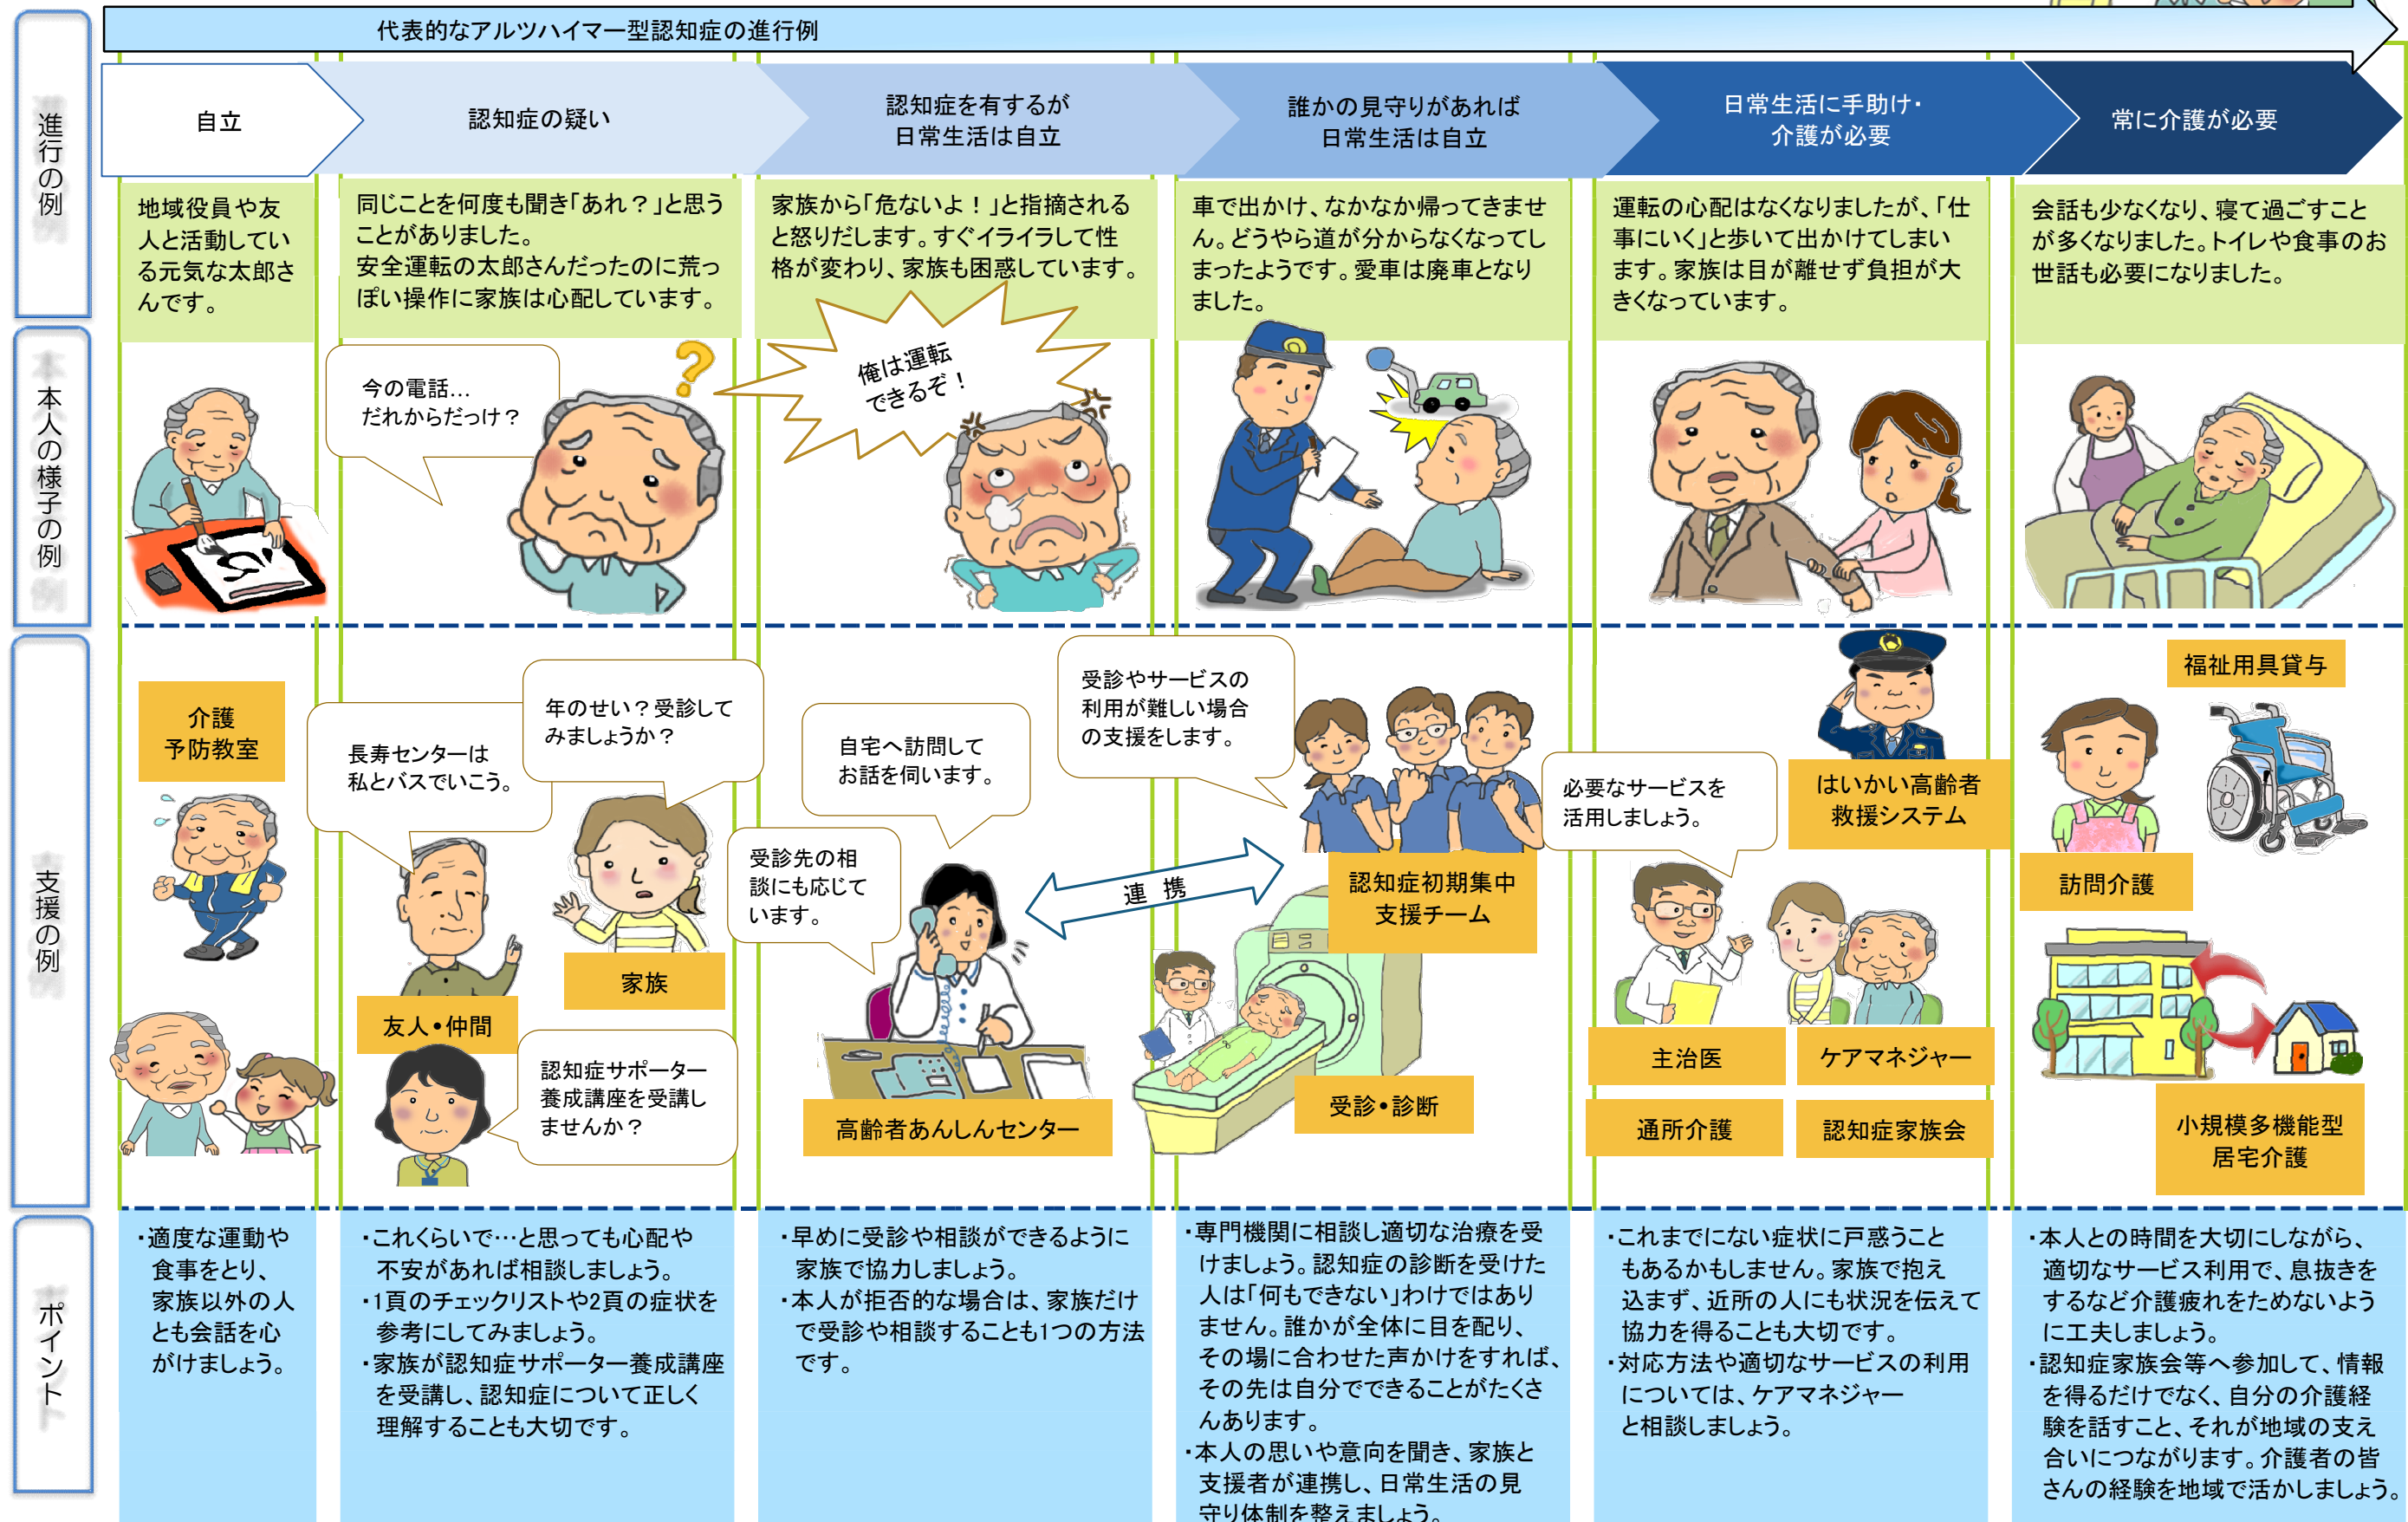 代表的なアルツハイマー型認知症の進行例
進行の例
自立
認知症の疑い
認知症を有するが
日常生活は自立
誰かの見守りがあれば
日常生活は自立
日常生活に手助け・
介護が必要
常に介護が必要
地域役員や友
人と活動してい
る元気な太郎さ
んです。
同じことを何度も聞き「あれ？」と思う
ことがありました。
安全運転の太郎さんだったのに荒っ
ぽい操作に家族は心配しています。
家族から「危ないよ！」と指摘される
と怒りだします。すぐイライラして性
格が変わり、家族も困惑しています。
車で出かけ、なかなか帰ってきませ
ん。どうやら道が分からなくなってし
まったようです。愛車は廃車となり
ました。
運転の心配はなくなりましたが、「仕
事にいく」と歩いて出かけてしまい
ます。家族は目が離せず負担が大
きくなっています。
会話も少なくなり、寝て過ごすこと
が多くなりました。トイレや食事のお
世話も必要になりました。
本人の様子の例
今の電話…
だれからだっけ？
俺は運転
できるぞ！
支援の例
介護
予防教室
長寿センターは
私とバスでいこう。
年のせい？受診して
みましょうか？
友人・仲間
家族
認知症サポーター
養成講座を受講し
ませんか？
自宅へ訪問して
お話を伺います。
受診先の相
談にも応じて
います。
高齢者あんしんセンター
連 携
受診やサービスの
利用が難しい場合
の支援をします。
認知症初期集中
支援チーム
受診・診断
必要なサービスを
活用しましょう。
はいかい高齢者
救援システム
主治医
ケアマネジャー
通所介護
認知症家族会
福祉用具貸与
訪問介護
小規模多機能型
居宅介護
ポイント
・適度な運動や
食事をとり、
家族以外の人
とも会話を心
がけましょう。
・これくらいで…と思っても心配や
不安があれば相談しましょう。
・1頁のチェックリストや2頁の症状を
参考にしてみましょう。
・家族が認知症サポーター養成講座
を受講し、認知症について正しく
理解することも大切です。
・早めに受診や相談ができるように
家族で協力しましょう。
・本人が拒否的な場合は、家族だけ
で受診や相談することも1つの方法
です。
・専門機関に相談し適切な治療を受
けましょう。認知症の診断を受けた
人は「何もできない」わけではあり
ません。誰かが全体に目を配り、
その場に合わせた声かけをすれば、
その先は自分でできることがたくさ
んあります。
・本人の思いや意向を聞き、家族と
支援者が連携し、日常生活の見
守り体制を整えましょう。
・これまでにない症状に戸惑うこと
もあるかもしません。家族で抱え
込まず、近所の人にも状況を伝えて
協力を得ることも大切です。
・対応方法や適切なサービスの利用
については、ケアマネジャー
と相談しましょう。
・本人との時間を大切にしながら、
適切なサービス利用で、息抜きを
するなど介護疲れをためないよう
に工夫しましょう。
・認知症家族会等へ参加して、情報
を得るだけでなく、自分の介護経
験を話すこと、それが地域の支え
合いにつながります。介護者の皆
さんの経験を地域で活かしましょう。